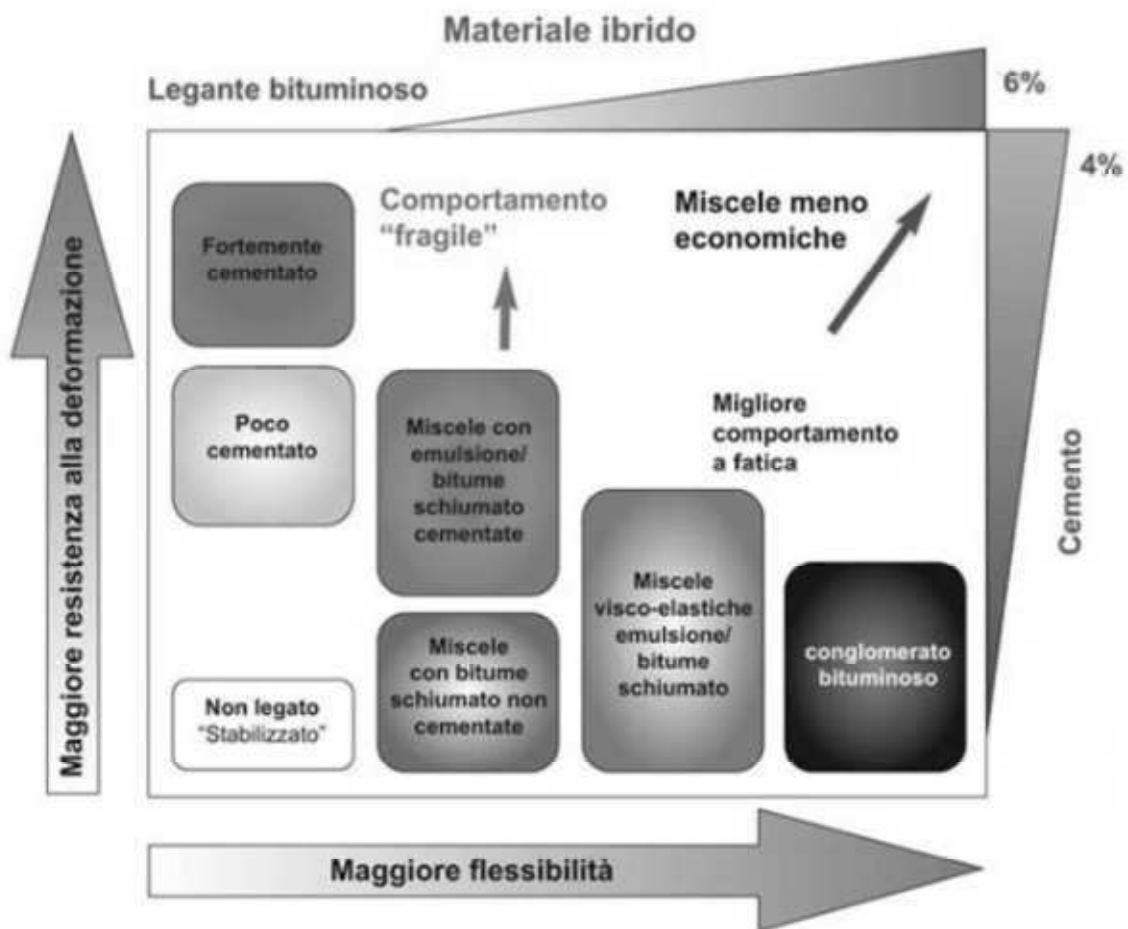 Materiale ibrido
Legante bituminoso
6%
4%
Comportamento
"fragile"
Miscele meno
economiche
Fortemente
cementato
Maggiore resistenza alla deformazione
Poco
cementato
Miscele con
emulsione/
bitume
schiumato
cementate
Migliore
comportamento
a fatica
Cemento
Miscele
visco-elastiche
emulsione/
bitume
schiumato
conglomerato
bituminoso
Miscele
con bitume
schiumato non
cementate
Non legato
"Stabilizzato"
Maggiore flessibilità